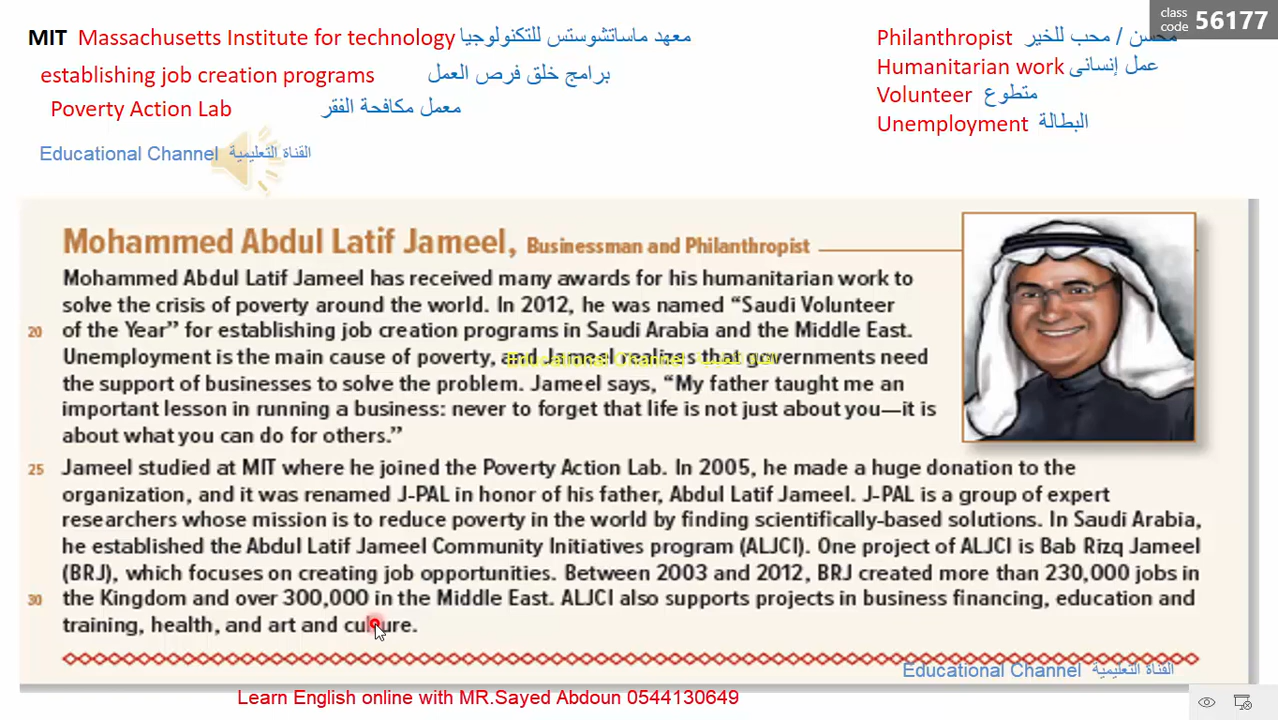 class code 56177
MIT Massachusetts Institute for technology معهد ماساتشوستس للتكنولوجيا
establishing job creation programs برامج خلق فرص العمل
Poverty Action Lab معمل مكافحة الفقر
Educational Channel القناة التعليمية
Philanthropist محسن / محب للخير
Humanitarian work عمل إنسانى
Volunteer متطوع
Unemployment البطالة
Mohammed Abdul Latif Jameel, Businessman and Philanthropist
Mohammed Abdul Latif Jameel has received many awards for his humanitarian work to
solve the crisis of poverty around the world. In 2012, he was named “Saudi Volunteer
20 of the Year” for establishing job creation programs in Saudi Arabia and the Middle East.
Unemployment is the main cause of poverty, and Jameel realizes that governments need
Educational Channel القناة التعليمية
the support of businesses to solve the problem. Jameel says, “My father taught me an
important lesson in running a business: never to forget that life is not just about you—it is
about what you can do for others.”
25 Jameel studied at MIT where he joined the Poverty Action Lab. In 2005, he made a huge donation to the
organization, and it was renamed J-PAL in honor of his father, Abdul Latif Jameel. J-PAL is a group of expert
researchers whose mission is to reduce poverty in the world by finding scientifically-based solutions. In Saudi Arabia,
he established the Abdul Latif Jameel Community Initiatives program (ALJCI). One project of ALJCI is Bab Rizq Jameel
(BRJ), which focuses on creating job opportunities. Between 2003 and 2012, BRJ created more than 230,000 jobs in
30 the Kingdom and over 300,000 in the Middle East. ALJCI also supports projects in business financing, education and
training, health, and art and culture.
Educational Channel القناة التعليمية
Learn English online with MR.Sayed Abdoun 0544130649